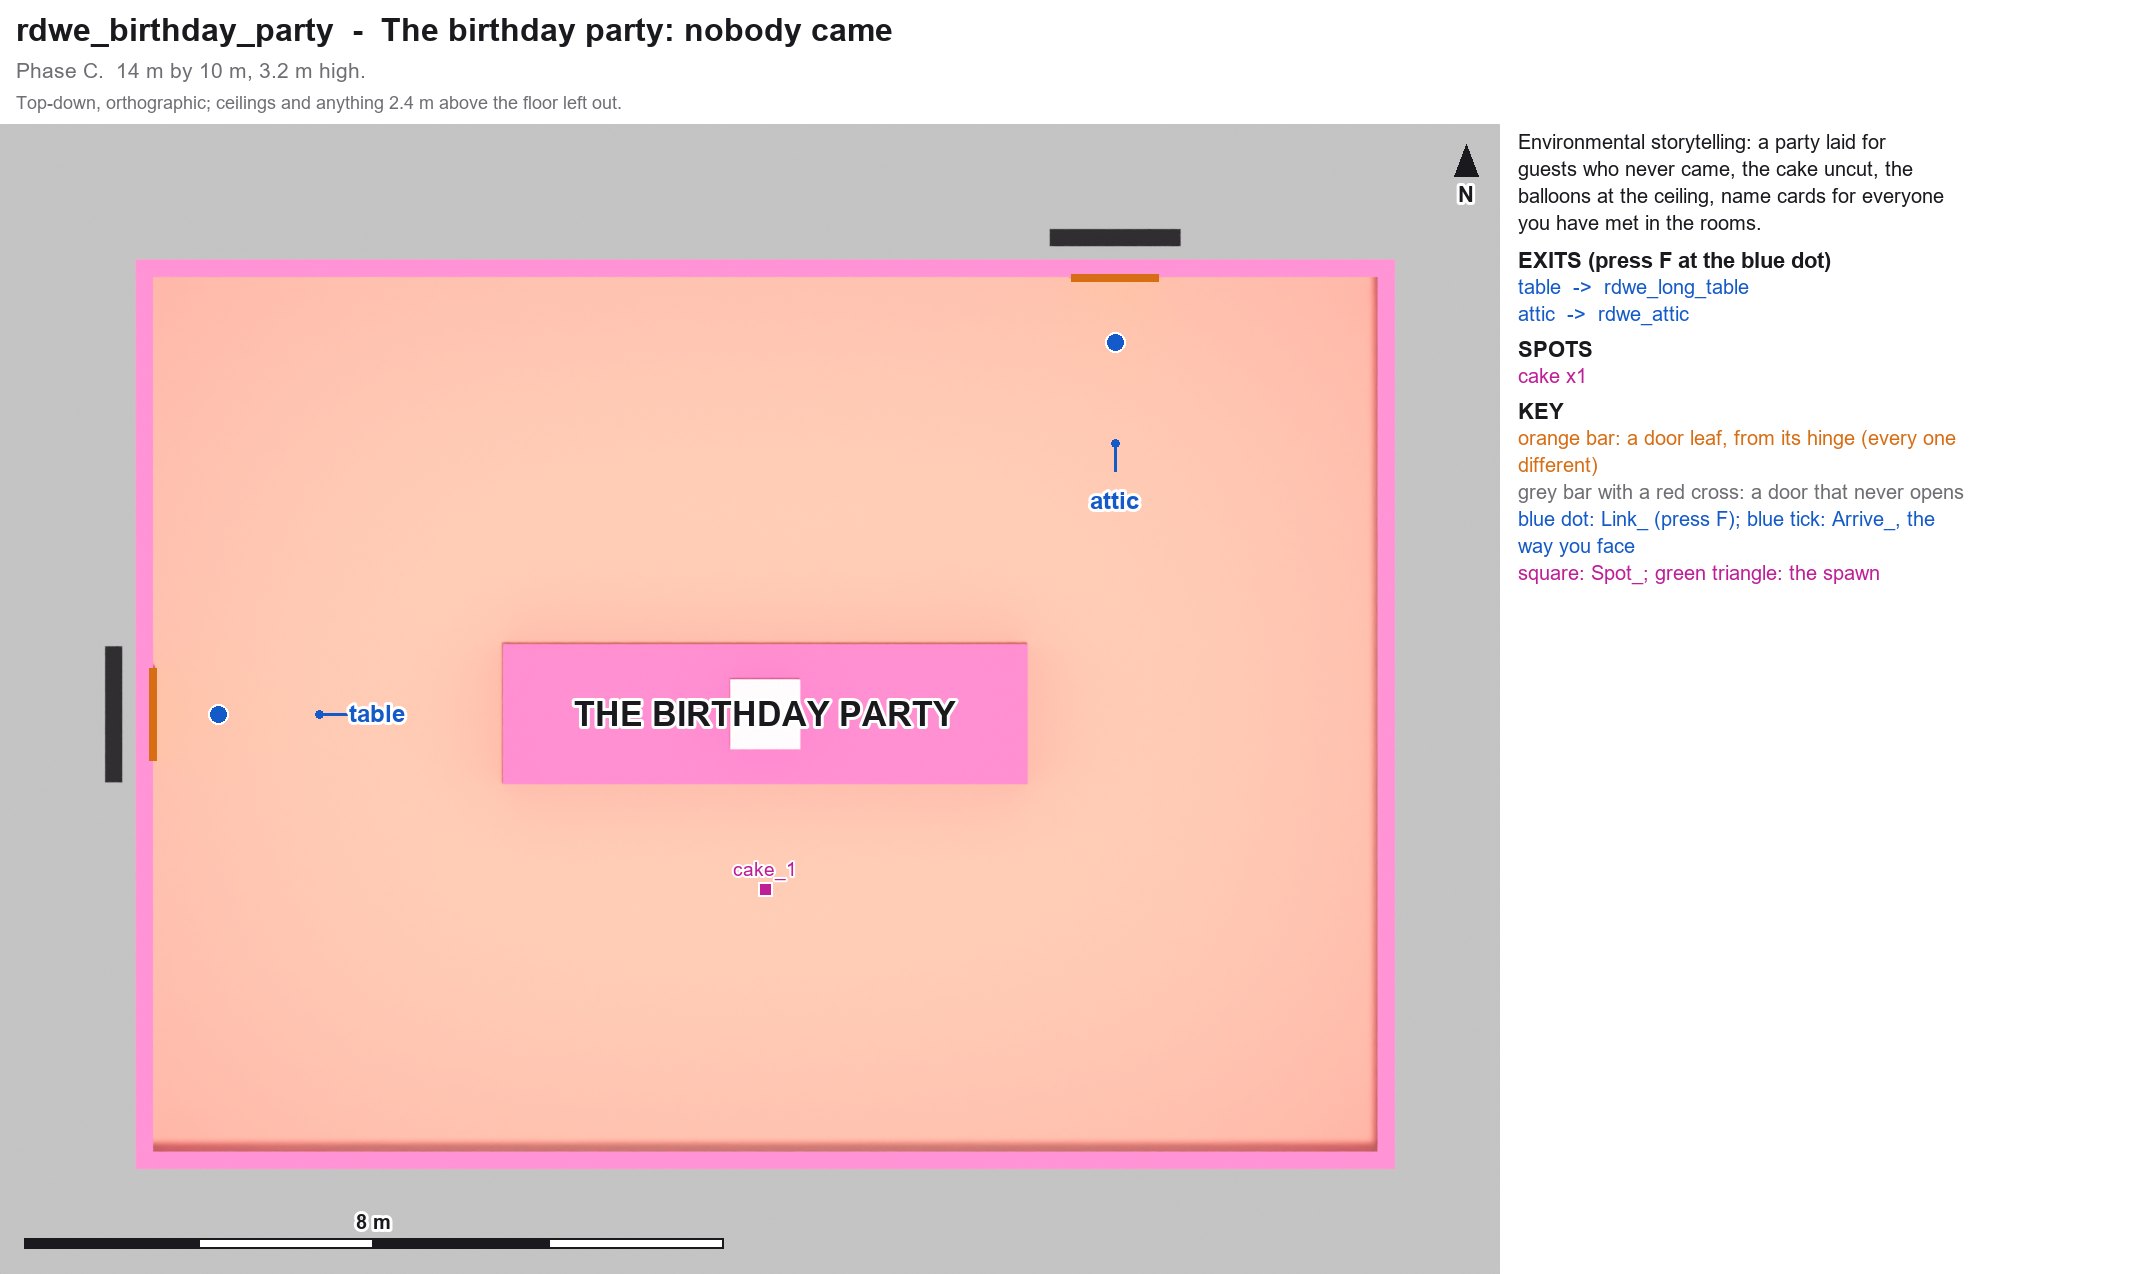 rdwe_birthday_party  -  The birthday party: nobody came
Phase C.  14 m by 10 m, 3.2 m high.
Top-down, orthographic; ceilings and anything 2.4 m above the floor left out.
N
attic
table
THE BIRTHDAY PARTY
cake_1
8 m
Environmental storytelling: a party laid for
guests who never came, the cake uncut, the
balloons at the ceiling, name cards for everyone
you have met in the rooms.
EXITS (press F at the blue dot)
table  ->  rdwe_long_table
attic  ->  rdwe_attic
SPOTS
cake x1
KEY
orange bar: a door leaf, from its hinge (every one
different)
grey bar with a red cross: a door that never opens
blue dot: Link_ (press F); blue tick: Arrive_, the
way you face
square: Spot_; green triangle: the spawn